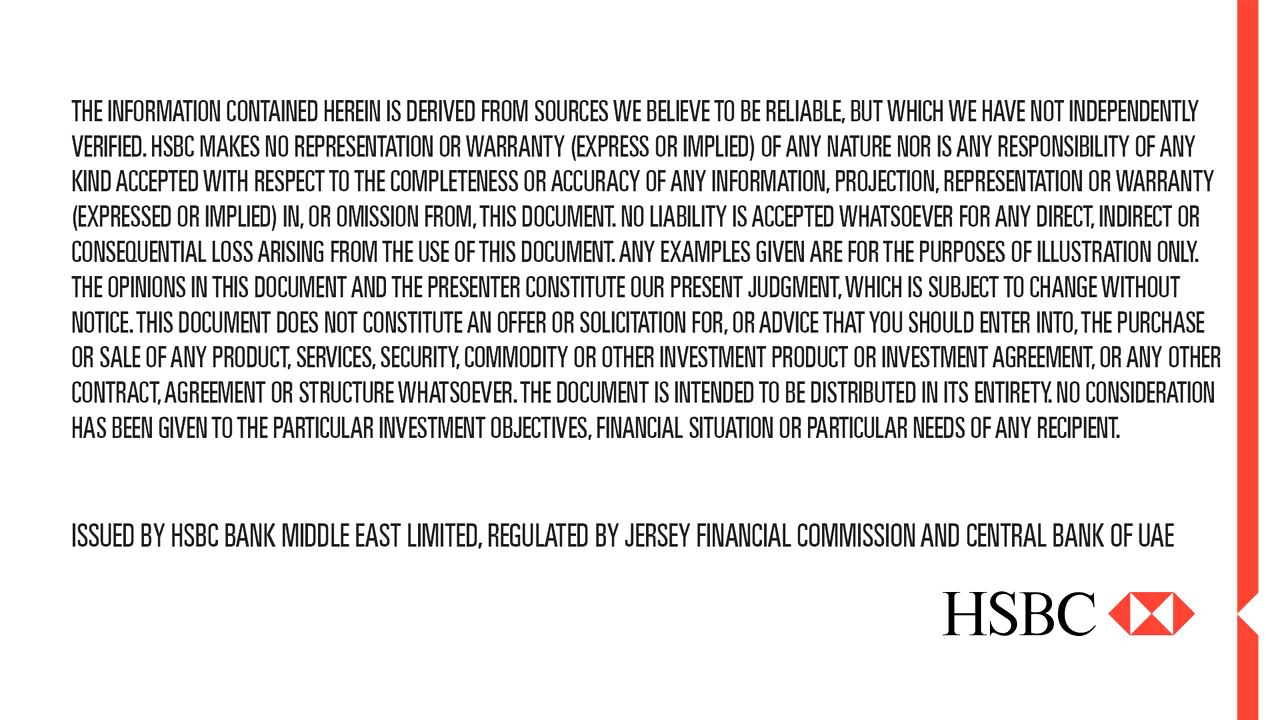 THE INFORMATION CONTAINED HEREIN IS DERIVED FROM SOURCES WE BELIEVE TO BE RELIABLE, BUT WHICH WE HAVE NOT INDEPENDENTLY
VERIFIED. HSBC MAKES NO REPRESENTATION OR WARRANTY (EXPRESS OR IMPLIED) OF ANY NATURE NOR IS ANY RESPONSIBILITY OF ANY
KIND ACCEPTED WITH RESPECT TO THE COMPLETENESS OR ACCURACY OF ANY INFORMATION, PROJECTION, REPRESENTATION OR WARRANTY
(EXPRESSED OR IMPLIED) IN, OR OMISSION FROM, THIS DOCUMENT. NO LIABILITY IS ACCEPTED WHATSOEVER FOR ANY DIRECT, INDIRECT OR
CONSEQUENTIAL LOSS ARISING FROM THE USE OF THIS DOCUMENT. ANY EXAMPLES GIVEN ARE FOR THE PURPOSES OF ILLUSTRATION ONLY.
THE OPINIONS IN THIS DOCUMENT AND THE PRESENTER CONSTITUTE OUR PRESENT JUDGMENT, WHICH IS SUBJECT TO CHANGE WITHOUT
NOTICE. THIS DOCUMENT DOES NOT CONSTITUTE AN OFFER OR SOLICITATION FOR, OR ADVICE THAT YOU SHOULD ENTER INTO, THE PURCHASE
OR SALE OF ANY PRODUCT, SERVICES, SECURITY, COMMODITY OR OTHER INVESTMENT PRODUCT OR INVESTMENT AGREEMENT, OR ANY OTHER
CONTRACT, AGREEMENT OR STRUCTURE WHATSOEVER. THE DOCUMENT IS INTENDED TO BE DISTRIBUTED IN ITS ENTIRETY. NO CONSIDERATION
HAS BEEN GIVEN TO THE PARTICULAR INVESTMENT OBJECTIVES, FINANCIAL SITUATION OR PARTICULAR NEEDS OF ANY RECIPIENT.
ISSUED BY HSBC BANK MIDDLE EAST LIMITED, REGULATED BY JERSEY FINANCIAL COMMISSION AND CENTRAL BANK OF UAE
HSBC